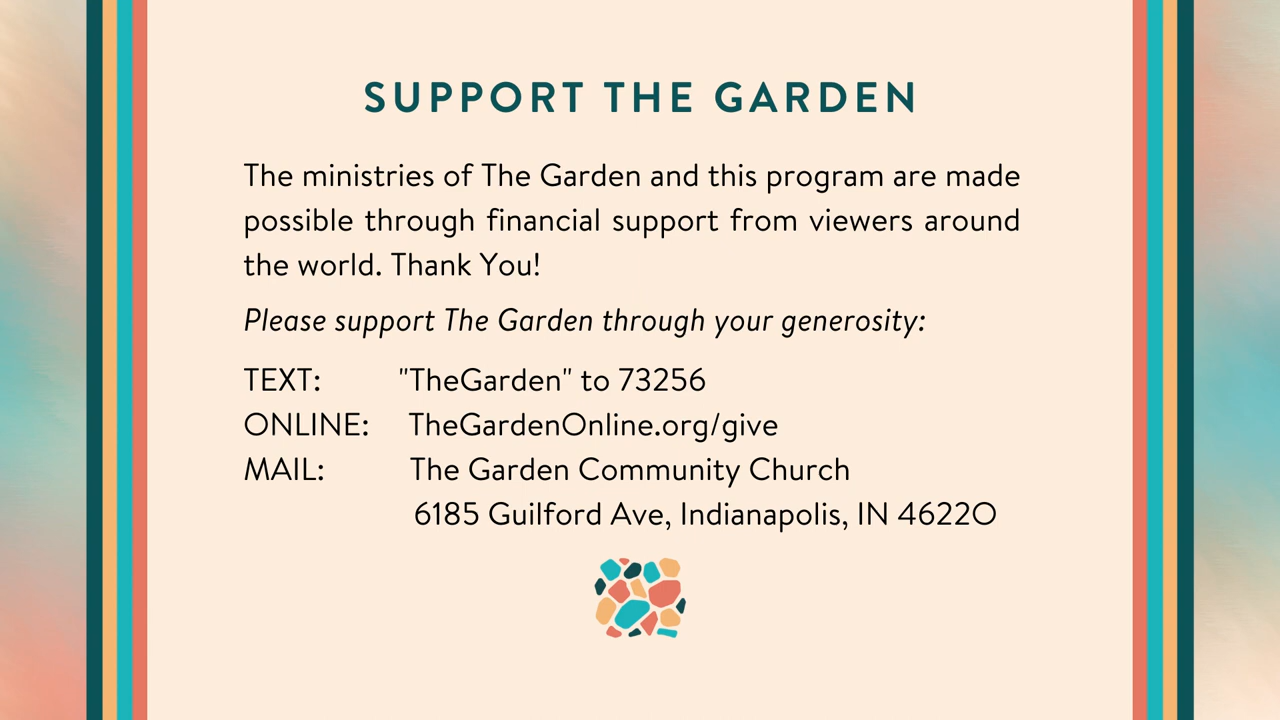 SUPPORT THE GARDEN
The ministries of The Garden and this program are made
possible through financial support from viewers around
the world. Thank You!
Please support The Garden through your generosity:
TEXT: "TheGarden" to 73256
ONLINE: TheGardenOnline.org/give
MAIL: The Garden Community Church
6185 Guilford Ave, Indianapolis, IN 46220